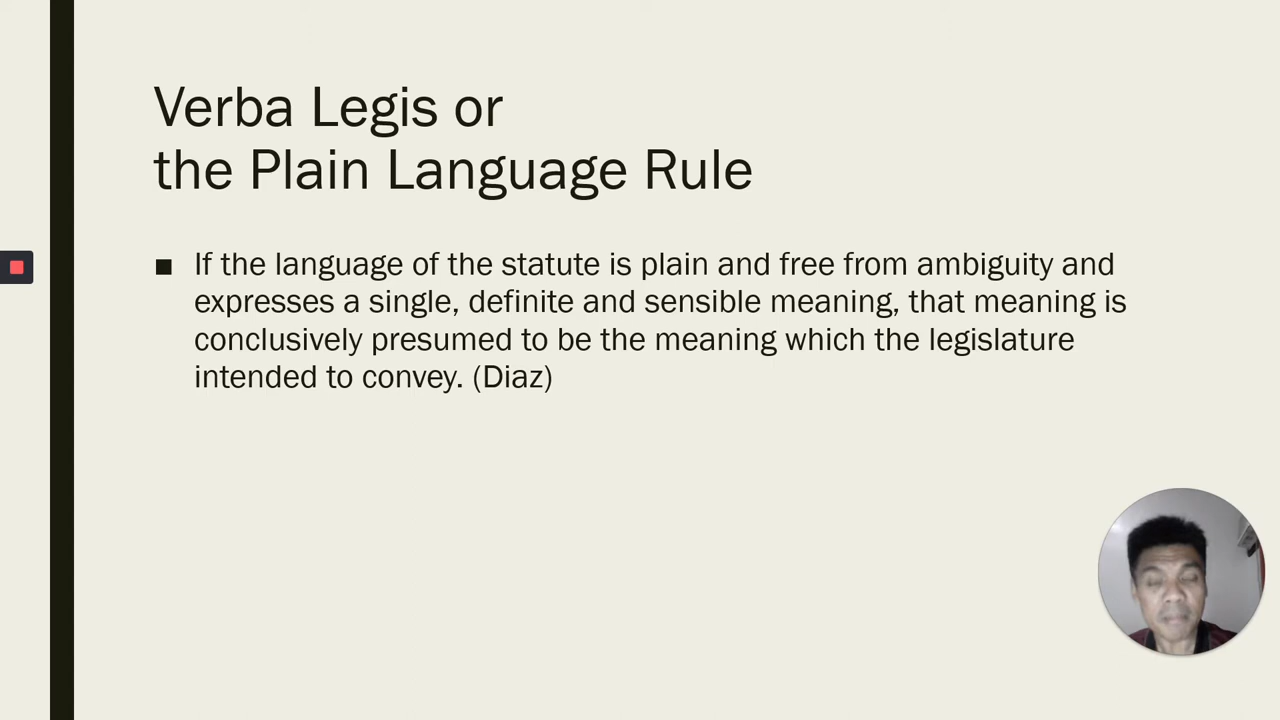 Verba Legis or
the Plain Language Rule
■ If the language of the statute is plain and free from ambiguity and
expresses a single, definite and sensible meaning, that meaning is
conclusively presumed to be the meaning which the legislature
intended to convey. (Diaz)